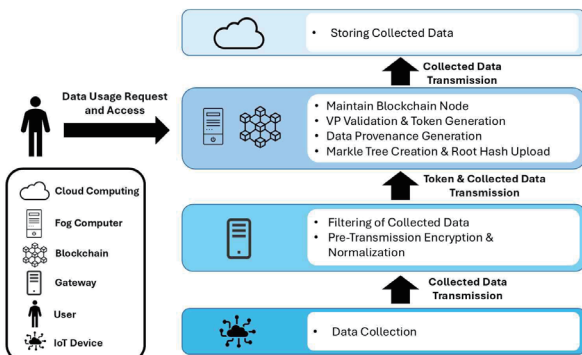 • Storing Collected Data
Collected Data
Transmission
Data Usage Request
and Access
• Maintain Blockchain Node
• VP Validation & Token Generation
• Data Provenance Generation
• Markle Tree Creation & Root Hash Upload
Token & Collected Data
Transmission
• Filtering of Collected Data
• Pre-Transmission Encryption &
Normalization
Collected Data
Transmission
• Data Collection
Cloud Computing
Fog Computer
Blockchain
Gateway
User
IoT Device